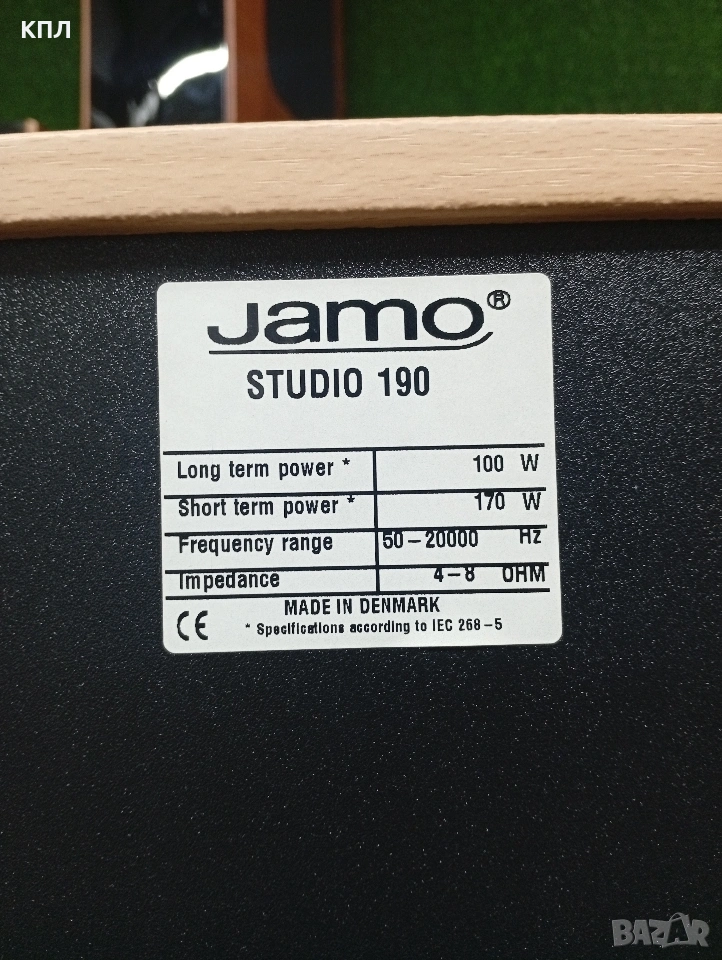 КПЛ
Jamo®
STUDIO 190
Long term power * 100 W
Short term power * 170 W
Frequency range 50-20000 Hz
Impedance 4-8 OHM
MADE IN DENMARK
CE * Specifications according to IEC 268-5
BAZAR